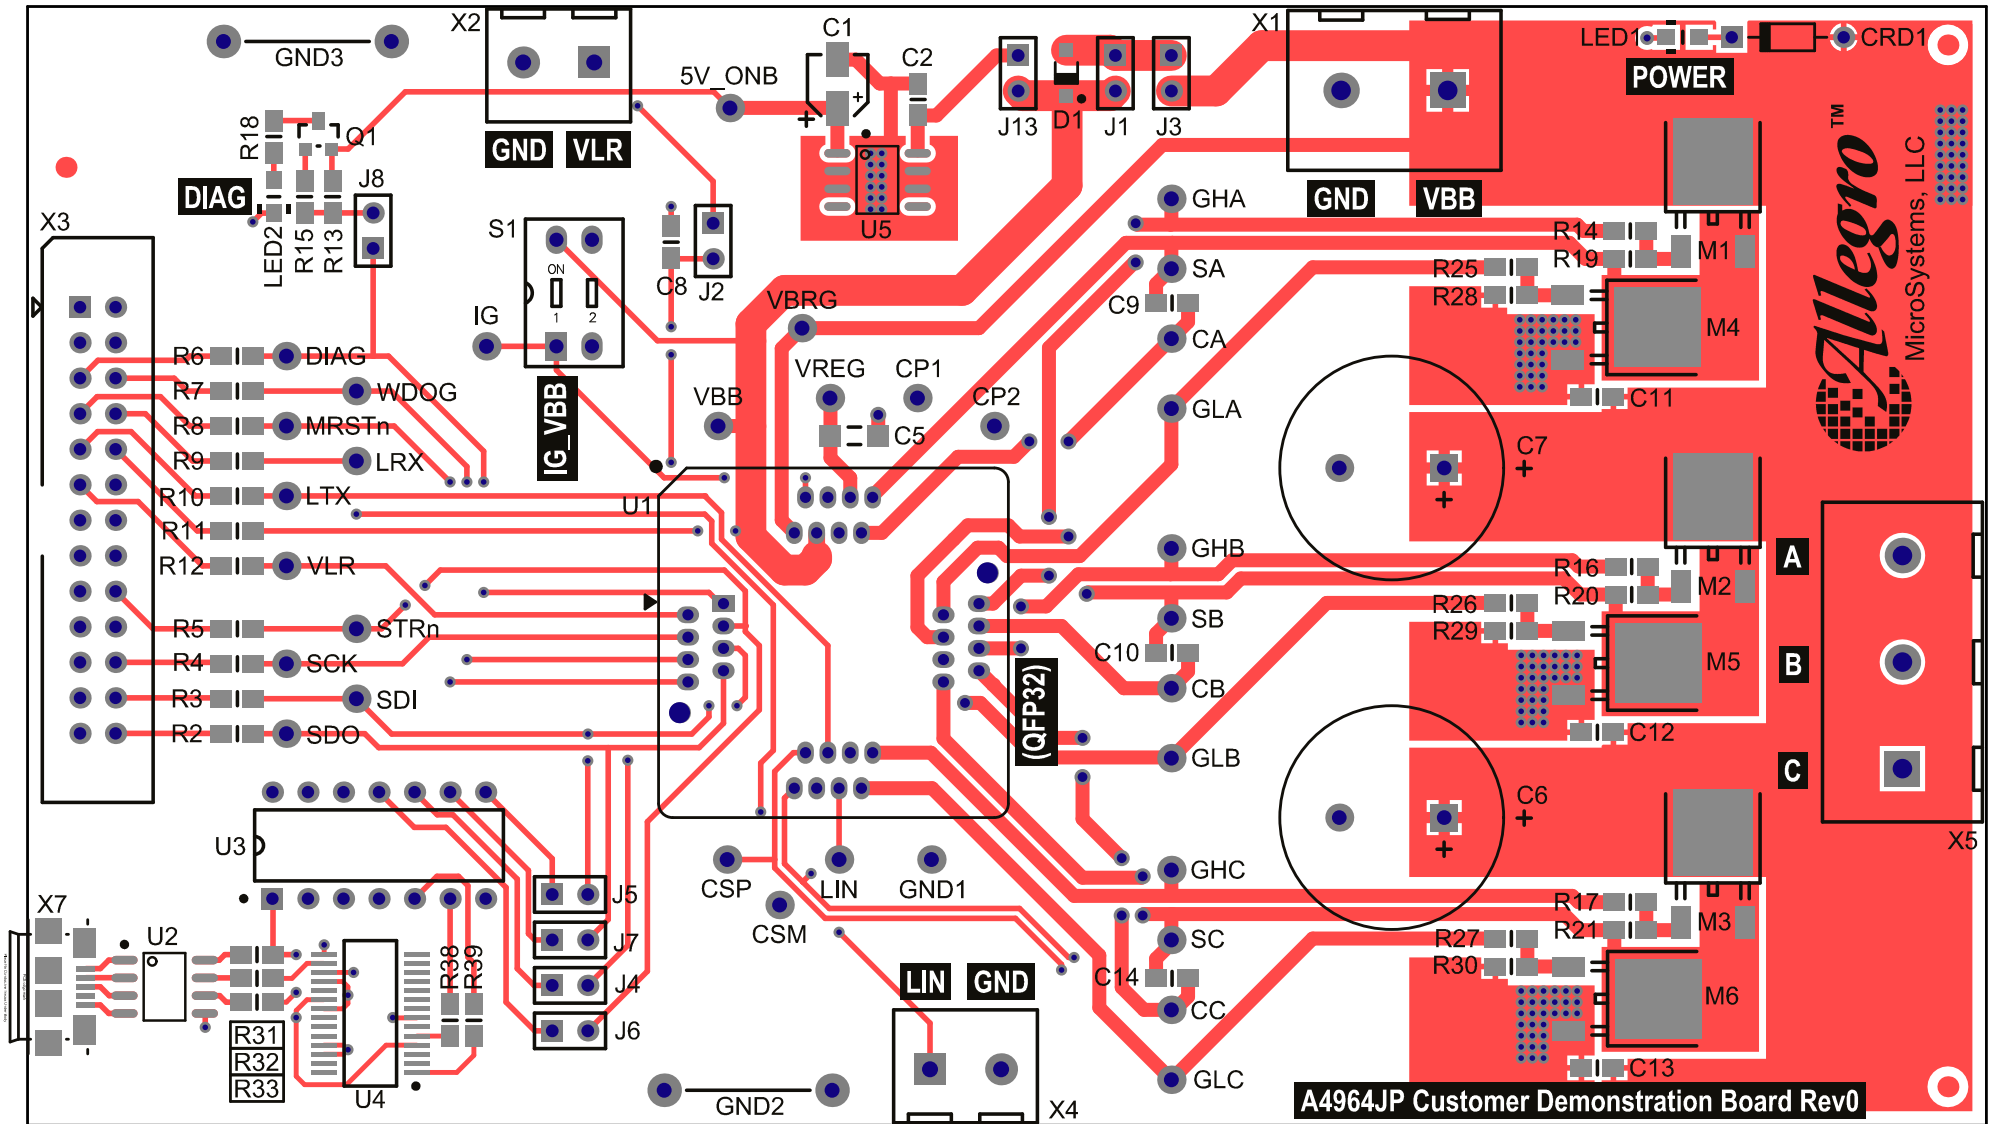 X2
C1
X1
LED1
CRD1
GND3
C2
5V_ONB
POWER
R18
Q1
J13
D1
J1
J3
GND VLR
TM
J8
DIAG
X3
GND
VBB
Allegro
MicroSystems, LLC
GHA
U5
S1
R14
LED2
R15
R13
R19
M1
ON
C8
J2
SA
R25
1
2
C9
R28
IG
VBRG
M4
CA
R6
DIAG
VREG
CP1
R7
WDOG
VBB
CP2
GLA
C11
IG_VBB
R8
MRSTn
C5
C7
R9
LRX
R10
LTX
U1
R11
GHB
A
R12
VLR
R16
R20
M2
R26
SB
R5
STRn
R29
C10
R4
SCK
M5
B
(QFP32)
CB
R3
SDI
R2
SDO
C12
GLB
C
C6
U3
X5
CSP
LIN
GND1
GHC
J5
X7
CSM
R17
U2
R21
M3
J7
SC
R27
R38
R39
R30
C14
LIN GND
J4
M6
CC
R31
J6
R32
C13
R33
GLC
U4
GND2
X4
A4964JP Customer Demonstration Board Rev0